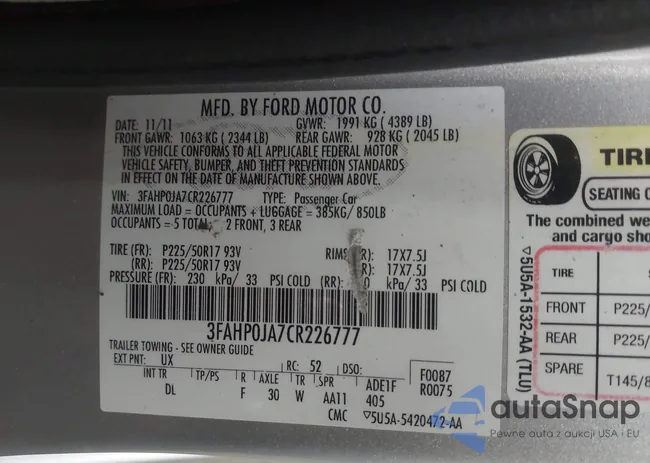 MFD. BY FORD MOTOR CO.
DATE: 11/11 GVWR: 1991 KG ( 4389 LB)
FRONT GAWR: 1063 KG ( 2344 LB) REAR GAWR: 928 KG ( 2045 LB)
THIS VEHICLE CONFORMS TO ALL APPLICABLE FEDERAL MOTOR
VEHICLE SAFETY, BUMPER, AND THEFT PREVENTION STANDARDS
IN EFFECT ON THE DATE OF MANUFACTURE SHOWN ABOVE.
VIN: 3FAHP0JA7CR226777 TYPE: Passenger Car
MAXIMUM LOAD = OCCUPANTS + LUGGAGE = 385KG/ 850LB
OCCUPANTS = 5 TOTAL, 2 FRONT, 3 REAR
TIRE (FR): P225/50R17 93V RIMS R): 17X7.5J
(RR): P225/50R17 93V R): 17X7.5J
PRESSURE (FR): 230 kPa/ 33 PSI COLD (RR): 0 kPa/ 33 PSI COLD
3FAHP0JA7CR226777
TRAILER TOWING - SEE OWNER GUIDE
EXT PNT: UX RC: 52 DSO: F0087
INT TR TP/PS R AXLE TR SPR ADE1F R0075
DL F 30 W AA11 405
CMC ▽5U5A-5420472-AA
TIRE
SEATING C
The combined we
and cargo sho
TIRE S
FRONT P225/
REAR P225/
SPARE T145/8
▽5U5A-1532-AA (TLU)
autoSnap
Pewne auta z aukcji USA i EU